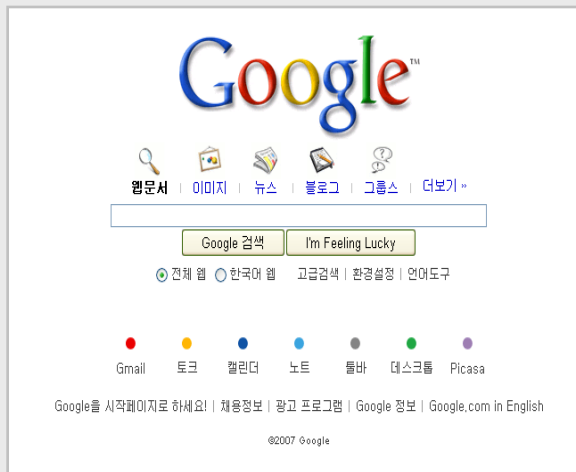 Google™
웹문서 | 이미지 | 뉴스 | 블로그 | 그룹스 | 더보기 »
Google 검색 I'm Feeling Lucky
전체 웹 한국어 웹 고급검색 | 환경설정 | 언어도구
Gmail 토크 캘린더 노트 툴바 데스크톱 Picasa
Google을 시작페이지로 하세요! | 채용정보 | 광고 프로그램 | Google 정보 | Google.com in English
©2007 Google